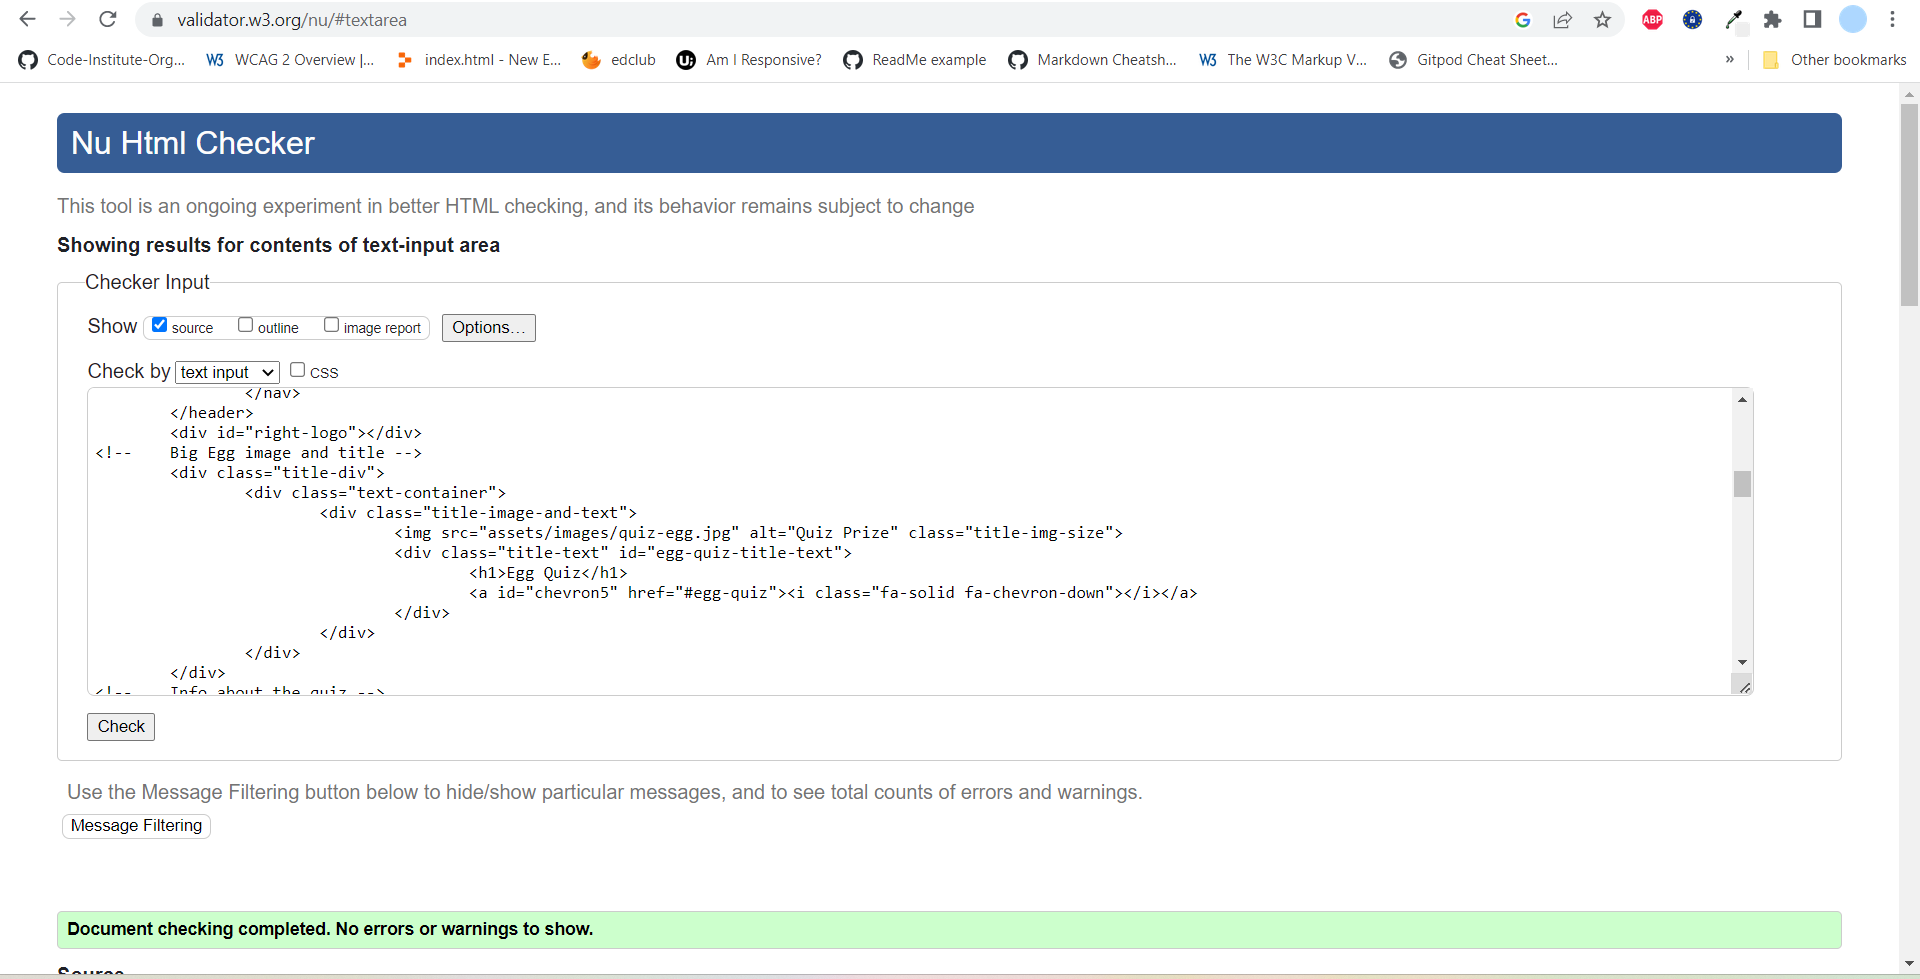 validator.w3.org/nu/#textarea
ABP
Code-Institute-Org... W3 WCAG 2 Overview |... index.html - New E... edclub U: Am I Responsive? ReadMe example Markdown Cheatsh... W3 The W3C Markup V... Gitpod Cheat Sheet... » Other bookmarks
Nu Html Checker
This tool is an ongoing experiment in better HTML checking, and its behavior remains subject to change
Showing results for contents of text-input area
Checker Input
Show source outline image report Options...
Check by text input CSS
</nav>
</header>
<div id="right-logo"></div>
<!-- Big Egg image and title -->
<div class="title-div">
<div class="text-container">
<div class="title-image-and-text">
<img src="assets/images/quiz-egg.jpg" alt="Quiz Prize" class="title-img-size">
<div class="title-text" id="egg-quiz-title-text">
<h1>Egg Quiz</h1>
<a id="chevron5" href="#egg-quiz"><i class="fa-solid fa-chevron-down"></i></a>
</div>
</div>
</div>
</div>
<!-- Info about the quiz -->
Check
Use the Message Filtering button below to hide/show particular messages, and to see total counts of errors and warnings.
Message Filtering
Document checking completed. No errors or warnings to show.
Source